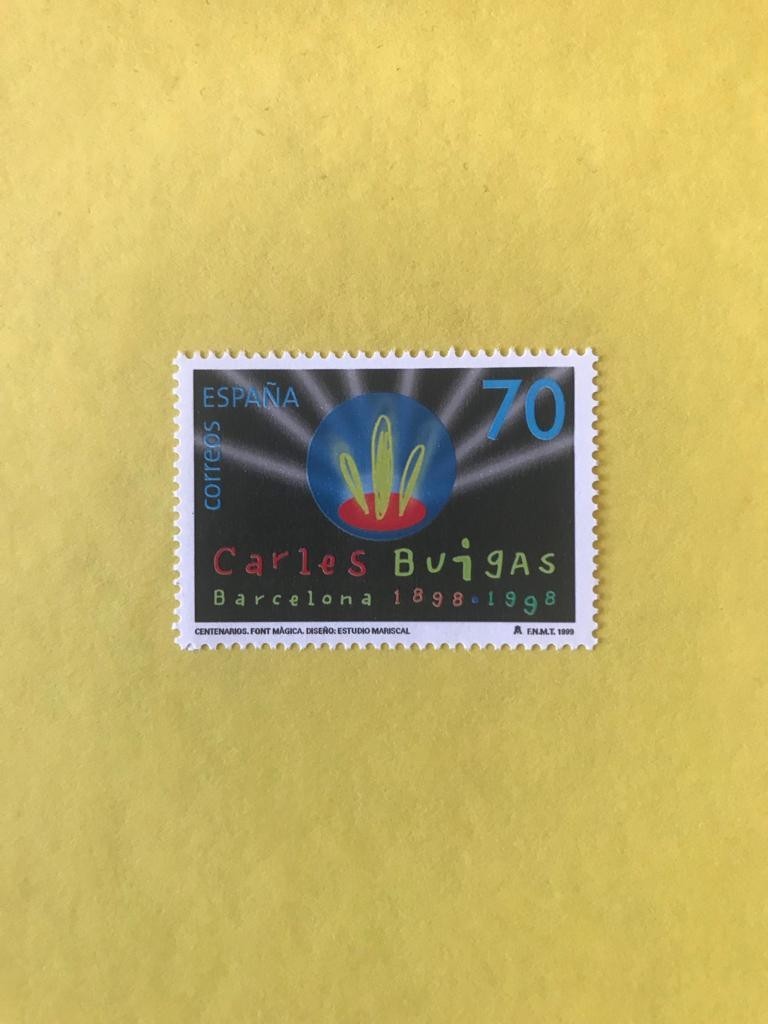 ESPAÑA
correos
70
Carles BuigAs
Barcelona 1898•1998
CENTENARIOS. FONT MÀGICA. DISEÑO: ESTUDIO MARISCAL
F.N.M.T. 1999